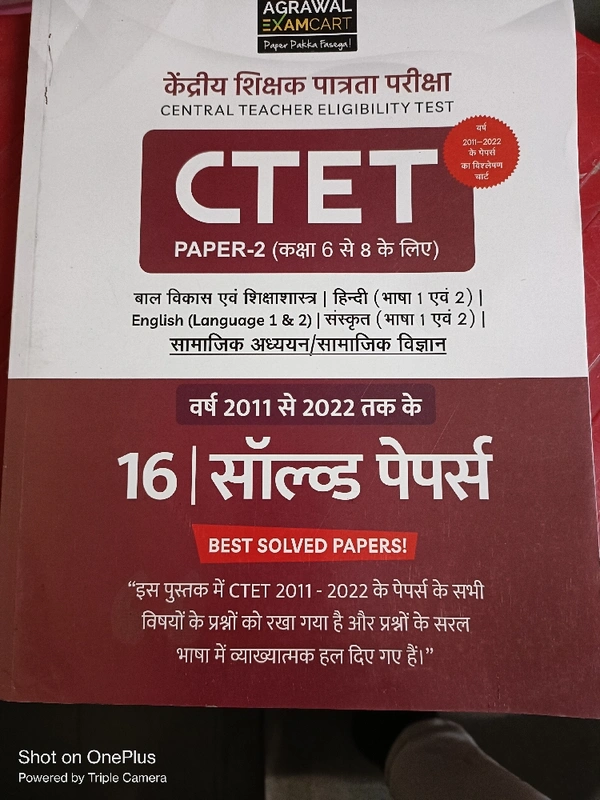 AGRAWAL
EXAMCART
Paper Pakka Fasega!
केंद्रीय शिक्षक पात्रता परीक्षा
CENTRAL TEACHER ELIGIBILITY TEST
वर्ष
2011-2022
के पेपर्स
का विश्लेषण
चार्ट
CTET
PAPER-2 (कक्षा 6 से 8 के लिए)
बाल विकास एवं शिक्षाशास्त्र | हिन्दी (भाषा 1 एवं 2) |
English (Language 1 & 2) | संस्कृत (भाषा 1 एवं 2) |
सामाजिक अध्ययन/सामाजिक विज्ञान
वर्ष 2011 से 2022 तक के
16 | सॉल्व्ड पेपर्स
BEST SOLVED PAPERS!
“इस पुस्तक में CTET 2011 - 2022 के पेपर्स के सभी
विषयों के प्रश्नों को रखा गया है और प्रश्नों के सरल
भाषा में व्याख्यात्मक हल दिए गए हैं।”
Shot on OnePlus
Powered by Triple Camera